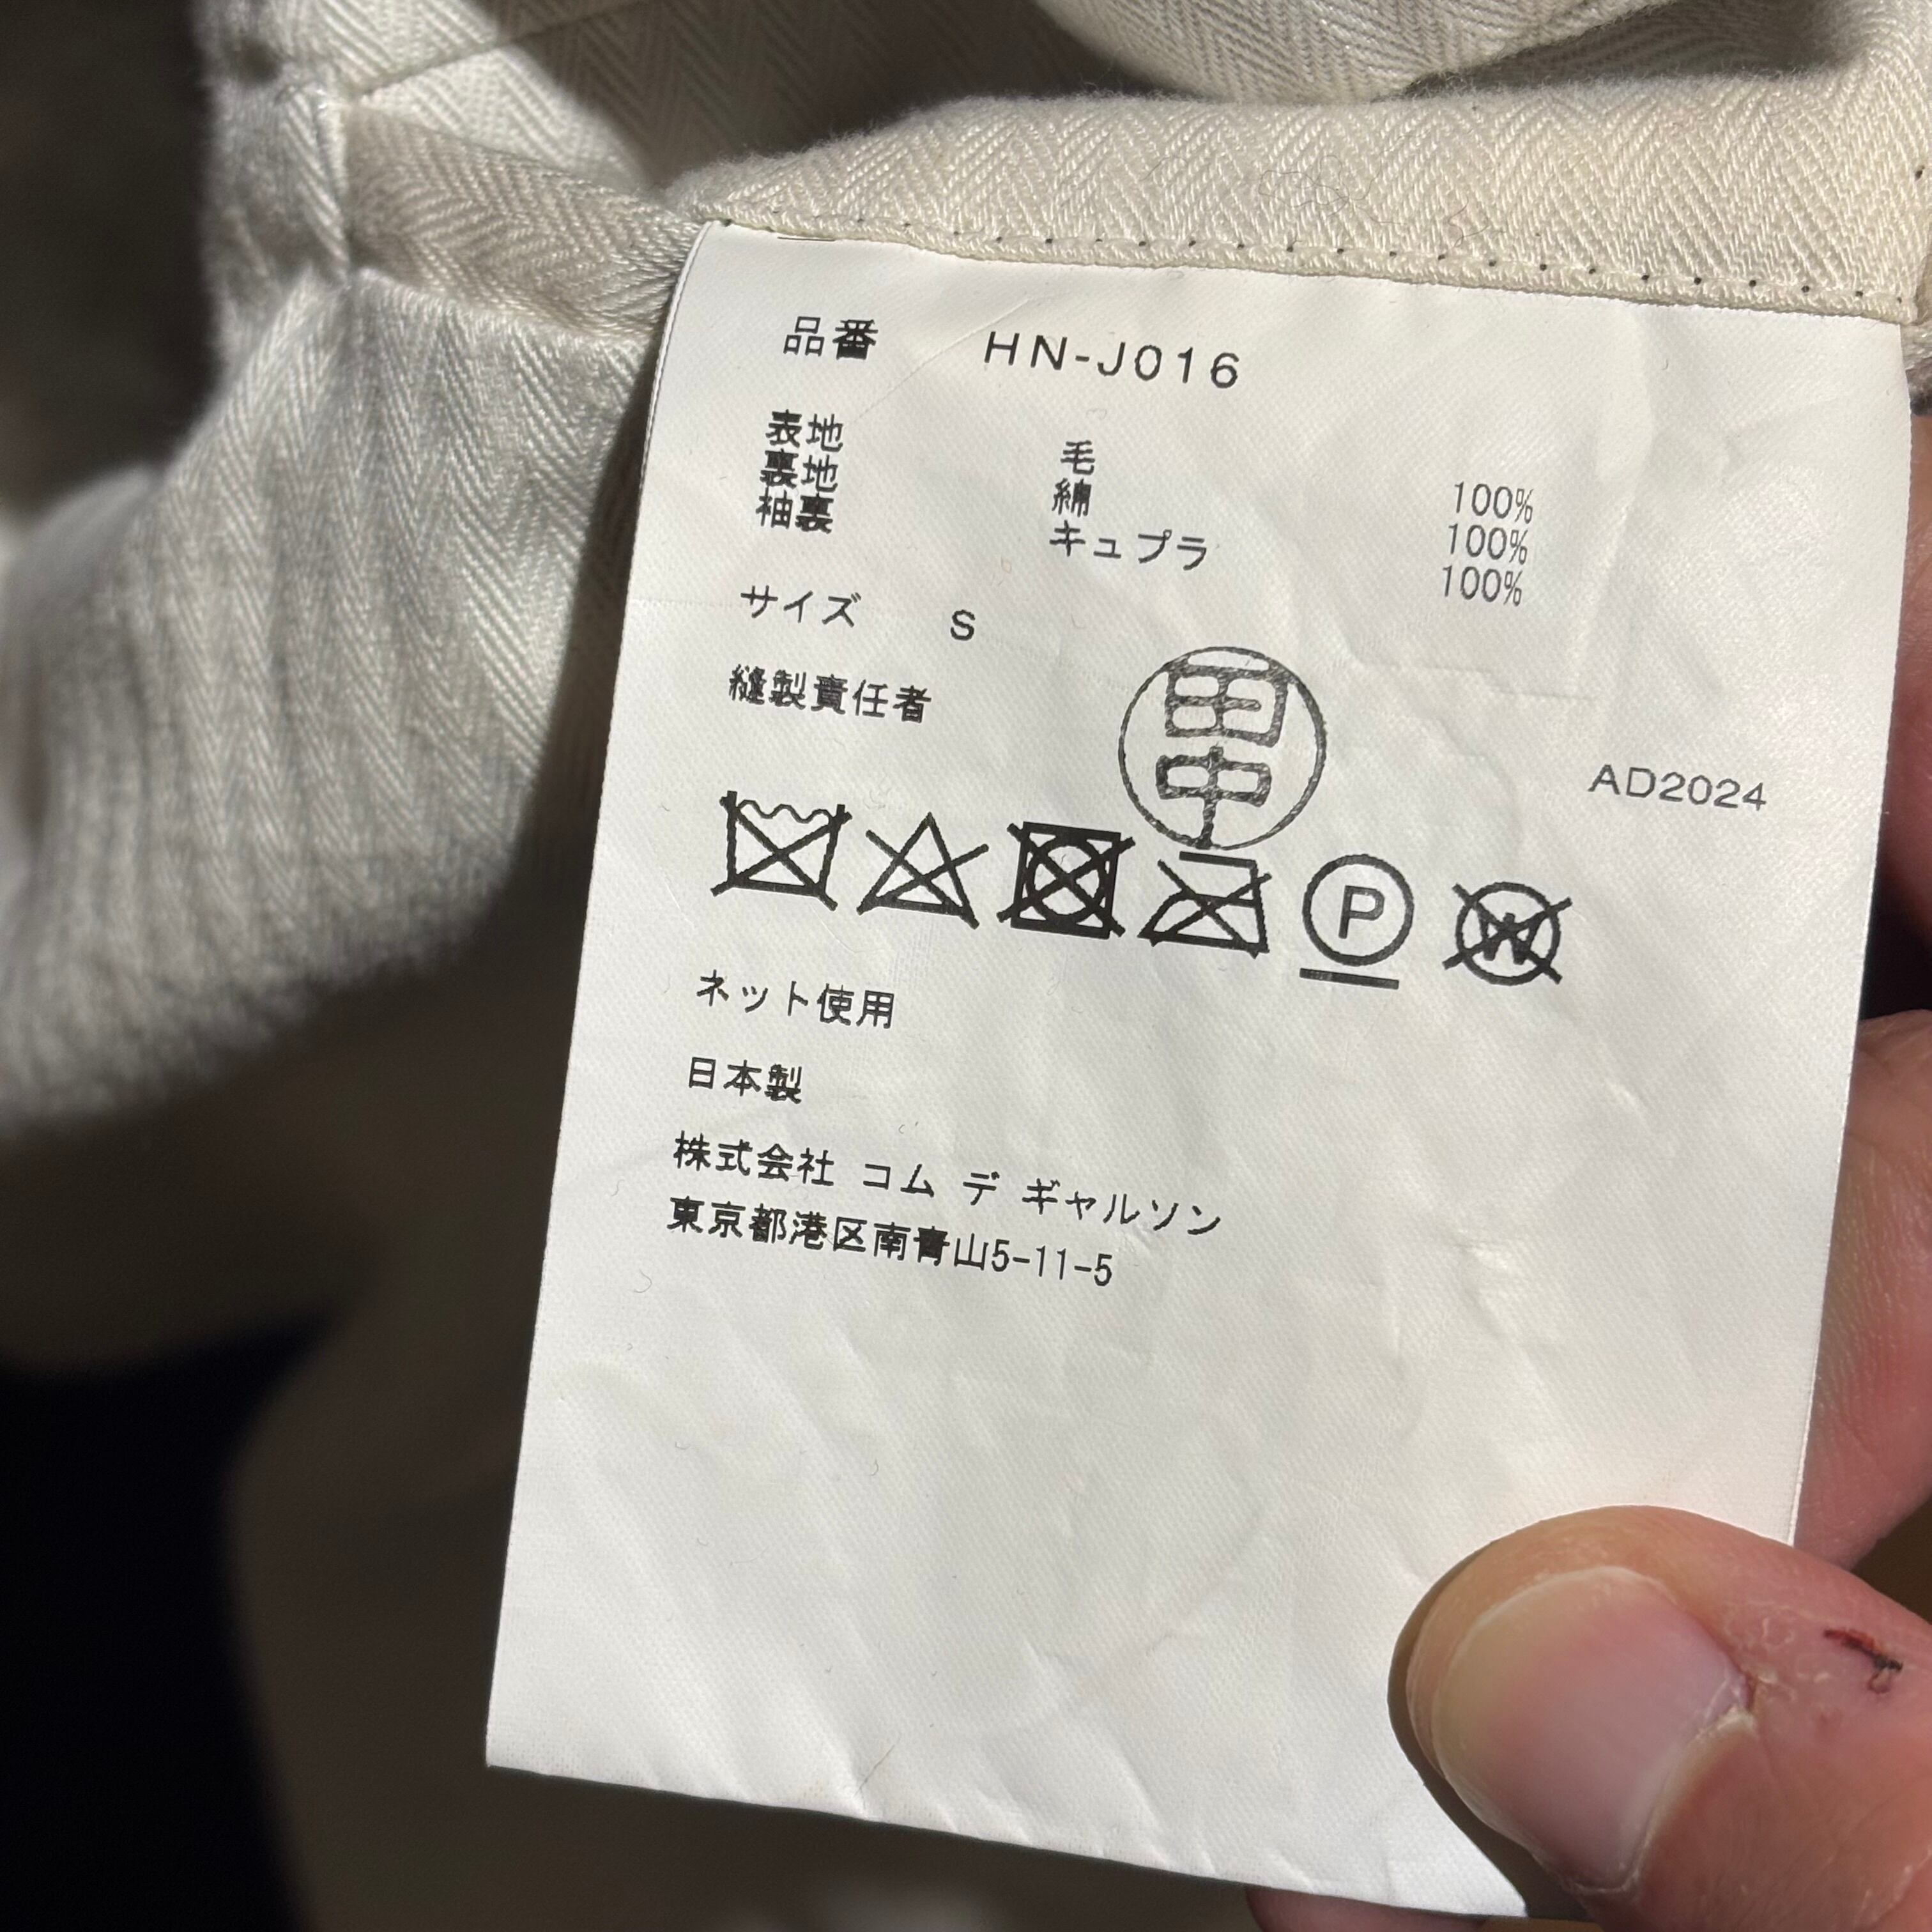 品番 HN-J016
表地 毛 100%
裏地 綿 100%
袖裏 キュプラ 100%
サイズ S
縫製責任者 田中
AD2024
P W
ネット使用
日本製
株式会社 コム デ ギャルソン
東京都港区南青山5-11-5